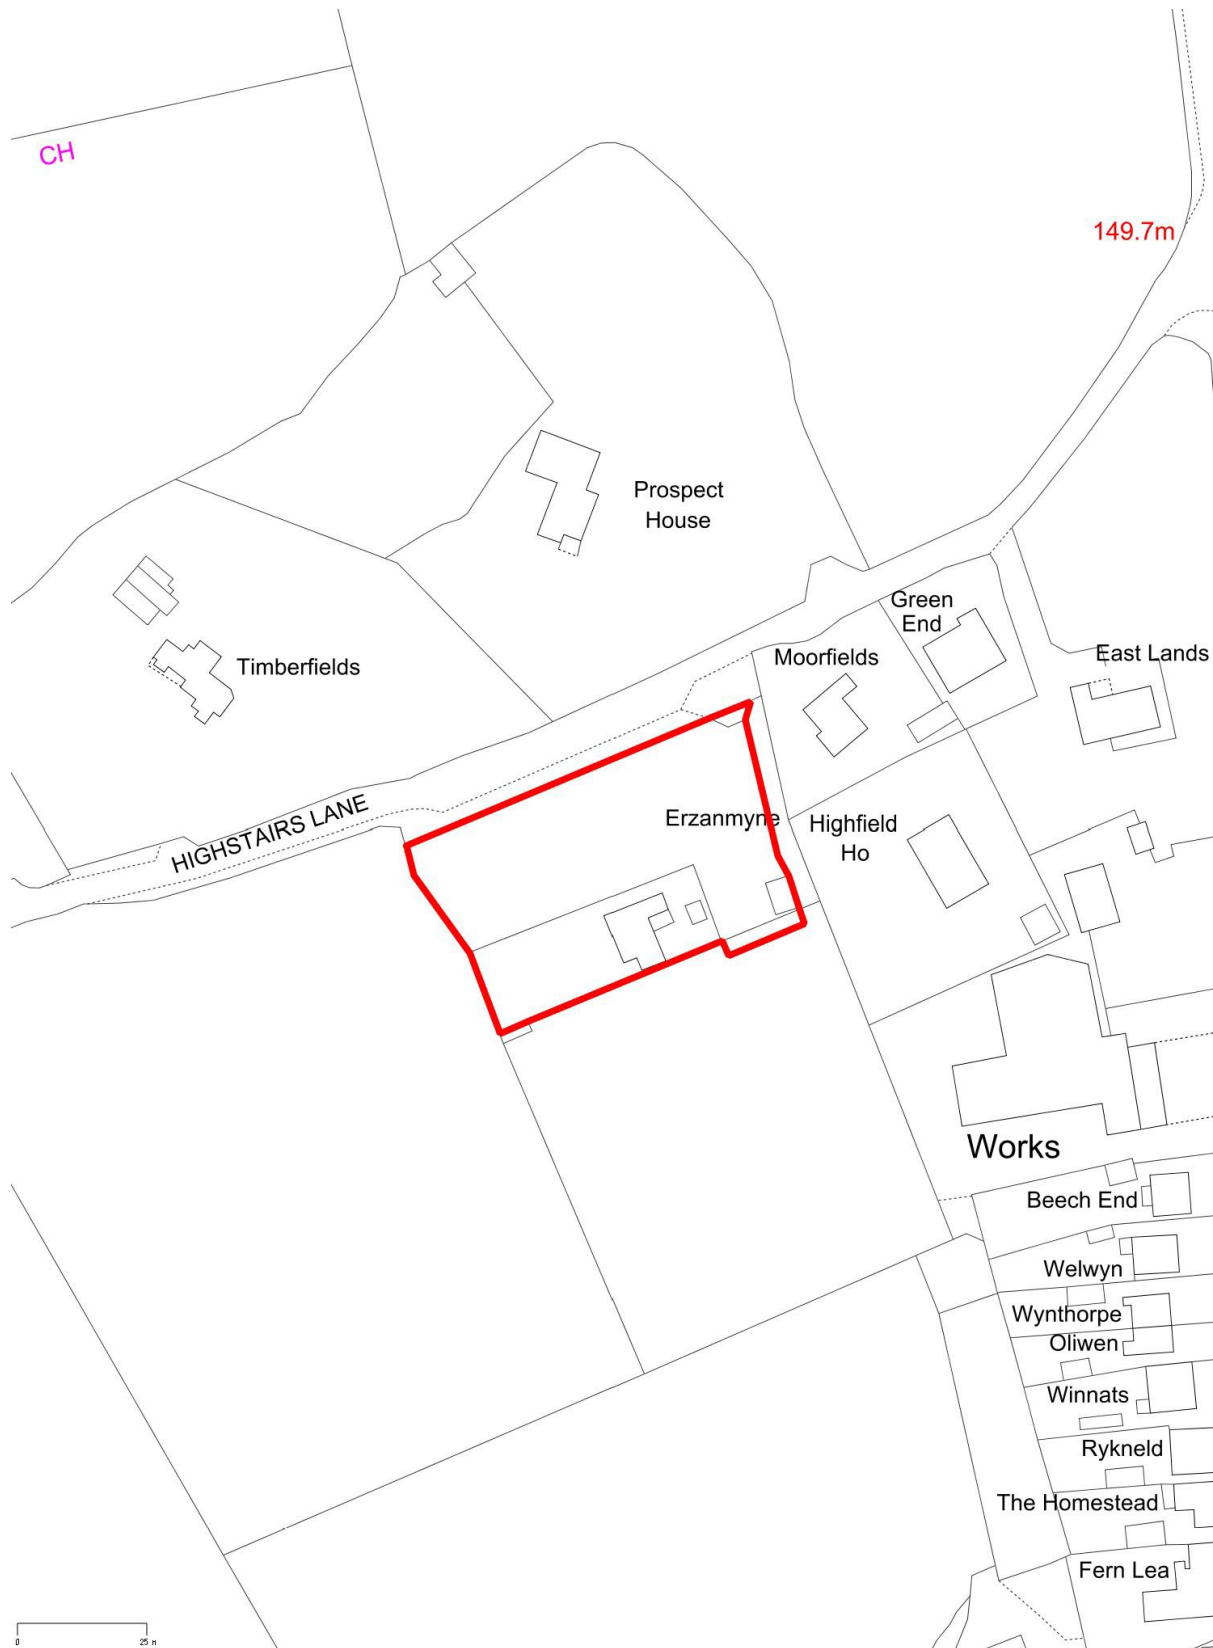 CH
149.7m
Prospect
House
Green
End
Moorfields
East Lands
Timberfields
HIGHSTAIRS LANE
Erzanmyne
Highfield
Ho
Works
Beech End
Welwyn
Wynthorpe
Oliwen
Winnats
Rykneld
The Homestead
Fern Lea
0 25 m